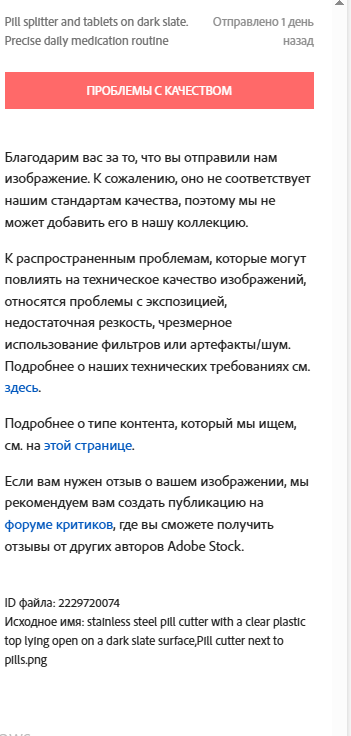 Pill splitter and tablets on dark slate. Отправлено 1 день
Precise daily medication routine назад
ПРОБЛЕМЫ С КАЧЕСТВОМ
Благодарим вас за то, что вы отправили нам
изображение. К сожалению, оно не соответствует
нашим стандартам качества, поэтому мы не
может добавить его в нашу коллекцию.
К распространенным проблемам, которые могут
повлиять на техническое качество изображений,
относятся проблемы с экспозицией,
недостаточная резкость, чрезмерное
использование фильтров или артефакты/шум.
Подробнее о наших технических требованиях см.
здесь.
Подробнее о типе контента, который мы ищем,
см. на этой странице.
Если вам нужен отзыв о вашем изображении, мы
рекомендуем вам создать публикацию на
форуме критиков, где вы сможете получить
отзывы от других авторов Adobe Stock.
ID файла: 2229720074
Исходное имя: stainless steel pill cutter with a clear plastic
top lying open on a dark slate surface,Pill cutter next to
pills.png